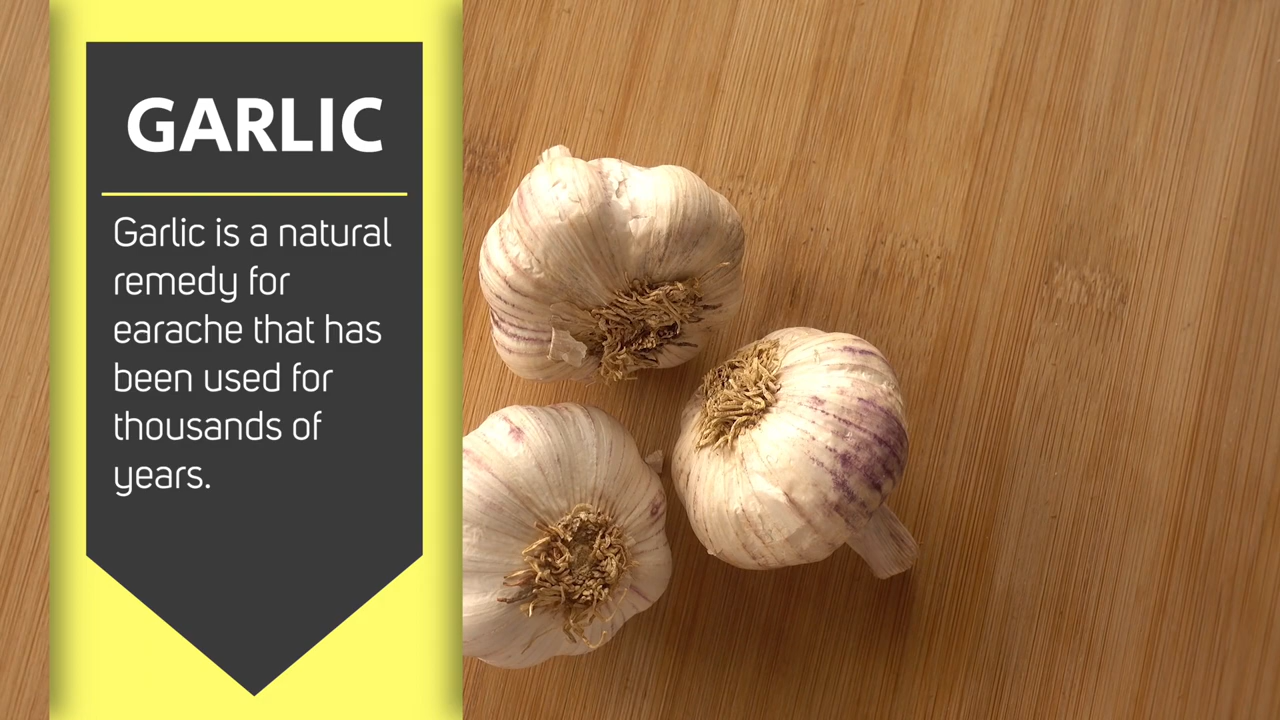 GARLIC
Garlic is a natural
remedy for
earache that has
been used for
thousands of
years.